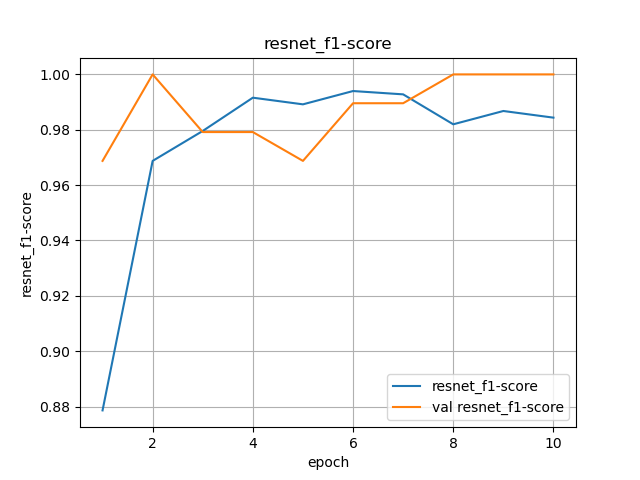 resnet_f1-score
1.00
0.98
0.96
0.94
0.92
0.90
0.88
resnet_f1-score
resnet_f1-score
val resnet_f1-score
2 4 6 8 10
epoch